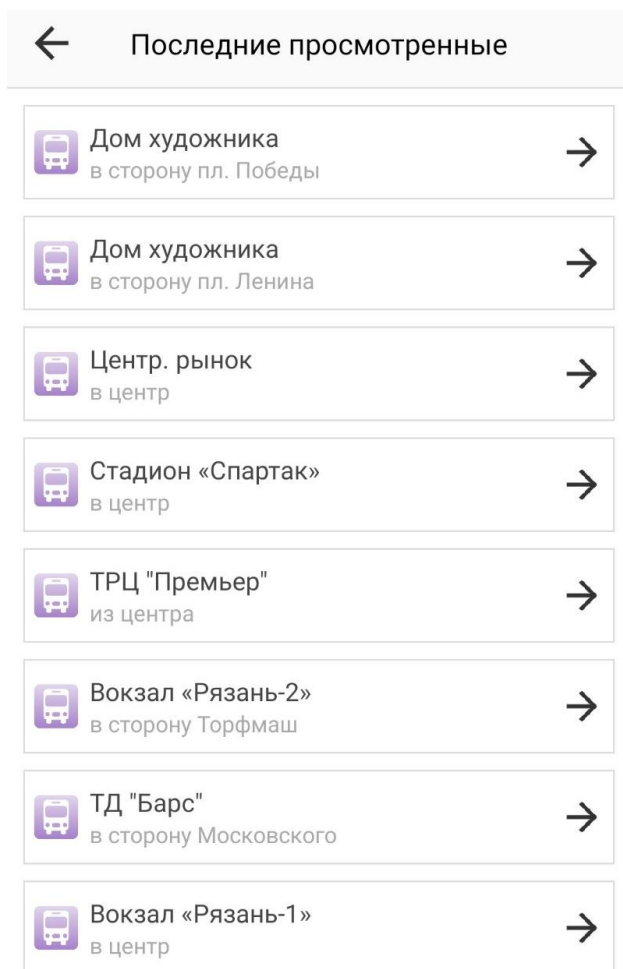 Последние просмотренные
Дом художника
в сторону пл. Победы
Дом художника
в сторону пл. Ленина
Центр. рынок
в центр
Стадион «Спартак»
в центр
ТРЦ "Премьер"
из центра
Вокзал «Рязань-2»
в сторону Торфмаш
ТД "Барс"
в сторону Московского
Вокзал «Рязань-1»
в центр